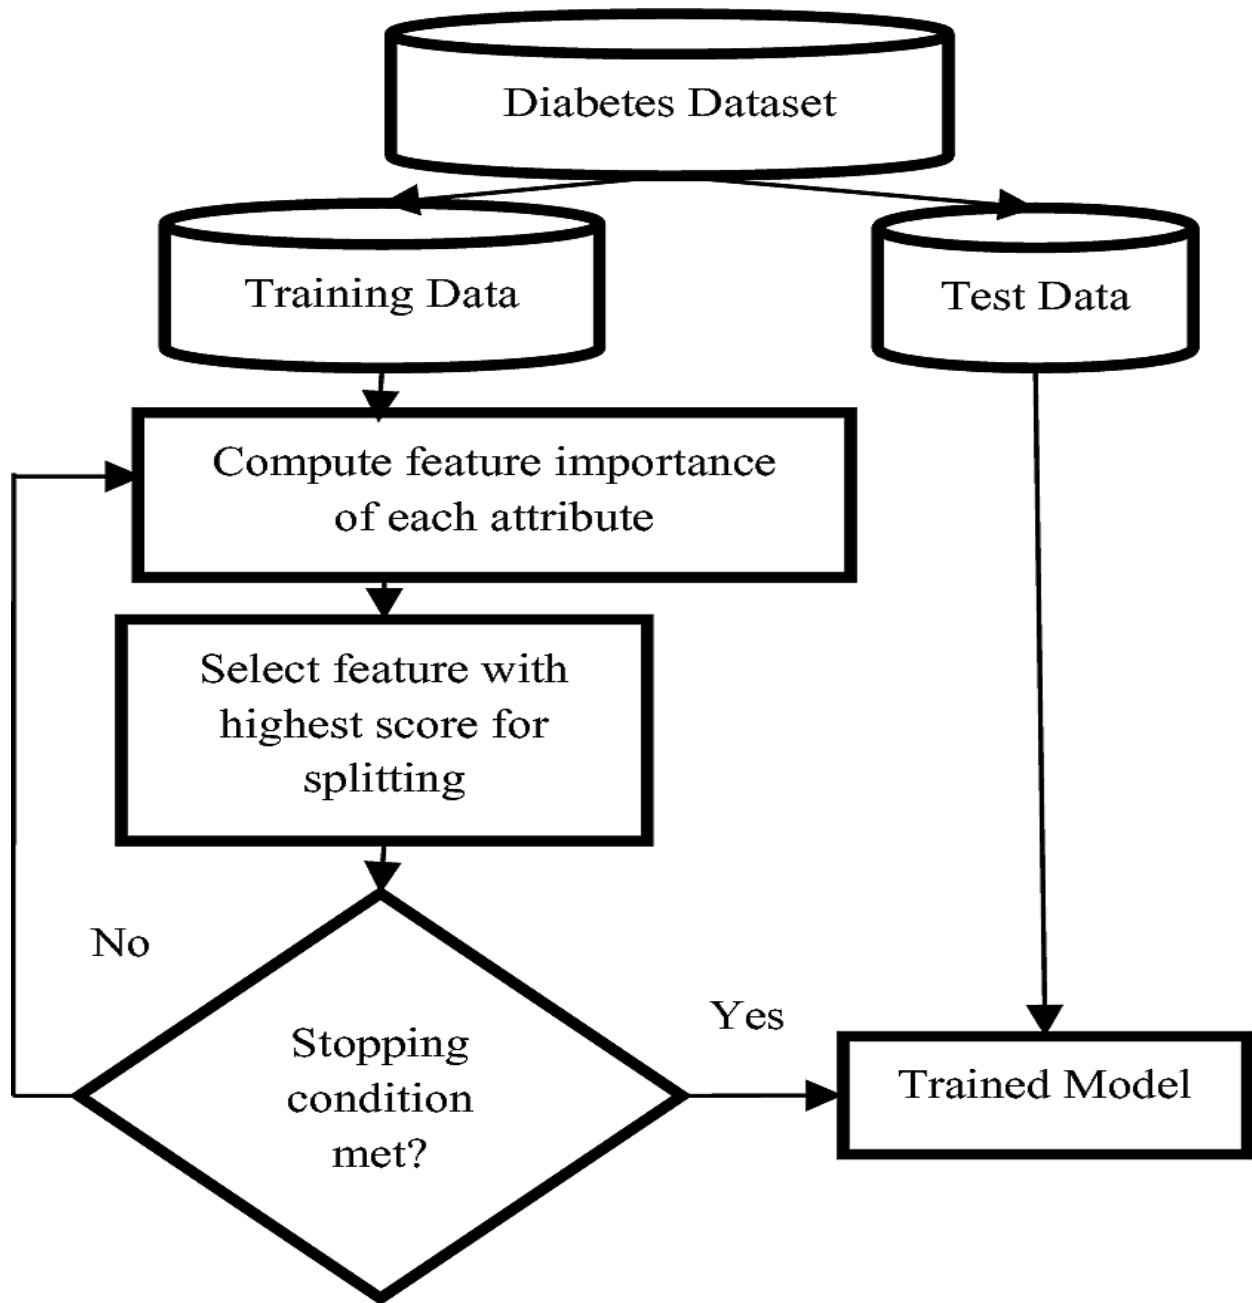 Diabetes Dataset
Training Data
Test Data
Compute feature importance
of each attribute
Select feature with
highest score for
splitting
No
Yes
Stopping
condition
met?
Trained Model